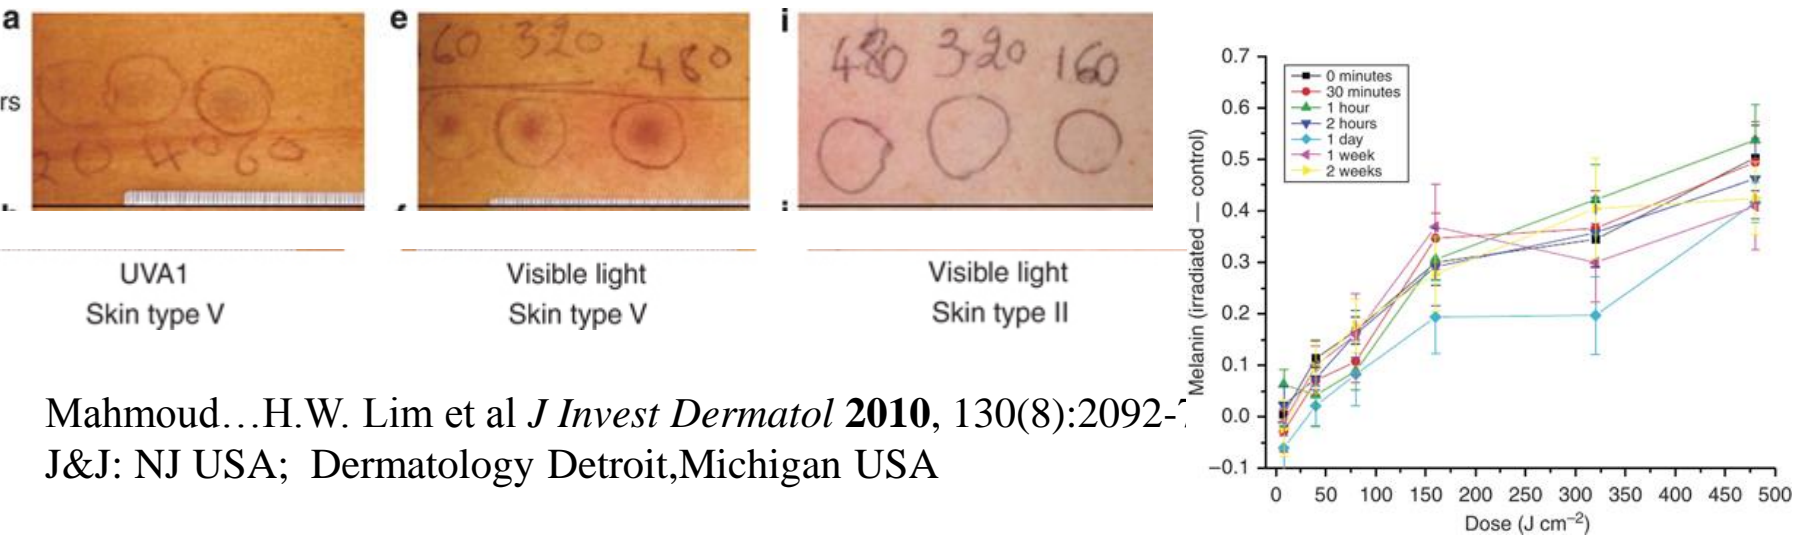 a
e
i
rs
20 40 60
160 320 480
480 320 160
UVA1
Skin type V
Visible light
Skin type V
Visible light
Skin type II
Mahmoud…H.W. Lim et al J Invest Dermatol 2010, 130(8):2092-
J&J: NJ USA; Dermatology Detroit,Michigan USA
0.7
0.6
0.5
0.4
0.3
0.2
0.1
0.0
–0.1
Melanin (irradiated — control)
0 minutes
30 minutes
1 hour
2 hours
1 day
1 week
2 weeks
0 50 100 150 200 250 300 350 400 450 500
Dose (J cm–2)